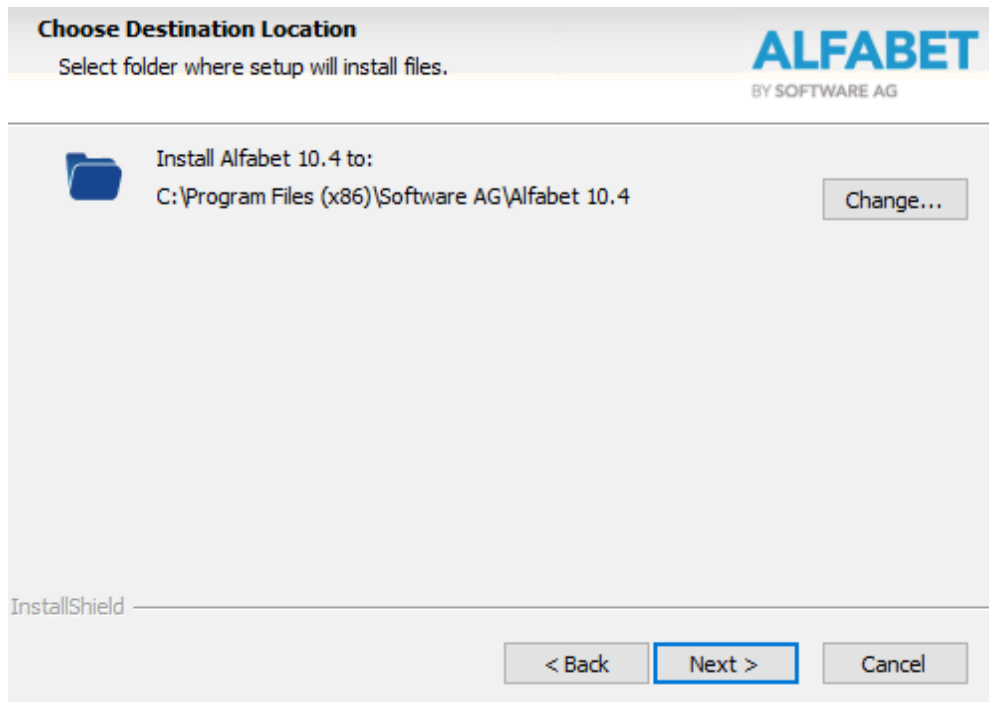 Choose Destination Location
Select folder where setup will install files.
ALFABET
BY SOFTWARE AG
Install Alfabet 10.4 to:
C:\Program Files (x86)\Software AG\Alfabet 10.4
Change...
InstallShield
< Back
Next >
Cancel